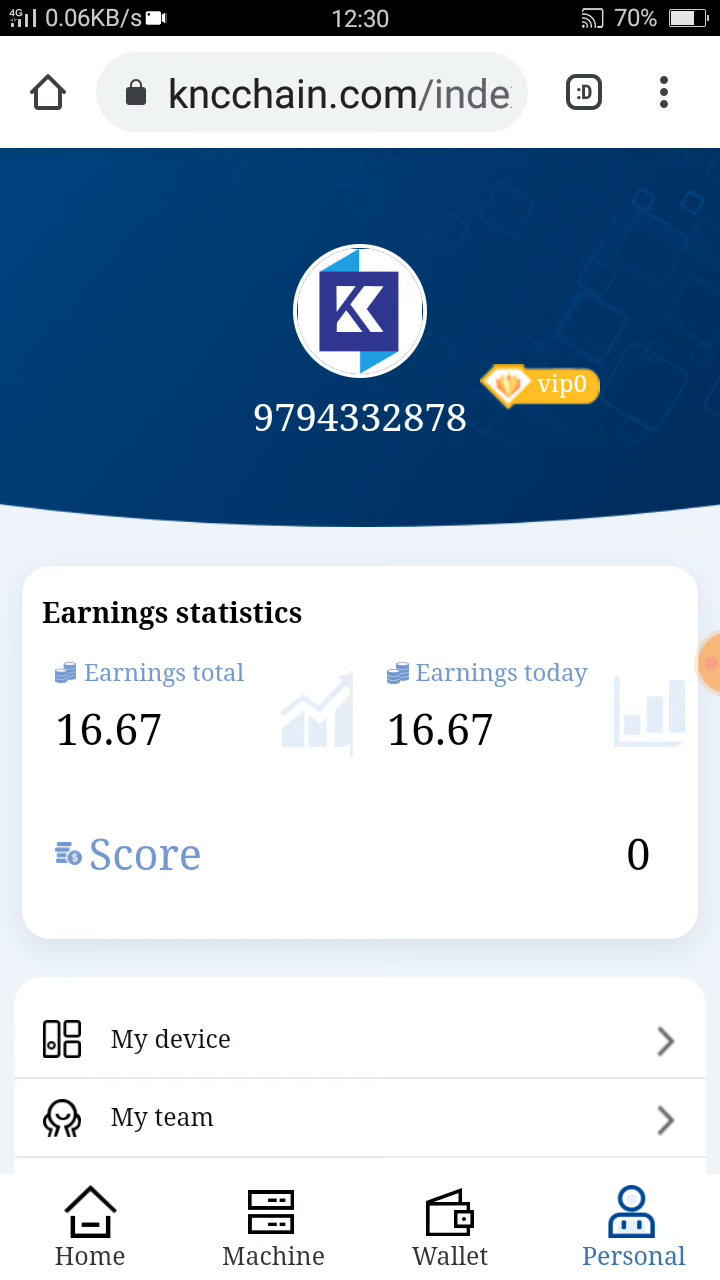 4G 0.06KB/s 12:30 70%
kncchain.com/inde
:D
vip0
9794332878
Earnings statistics
Earnings total Earnings today
16.67 16.67
Score 0
My device
My team
Home Machine Wallet Personal